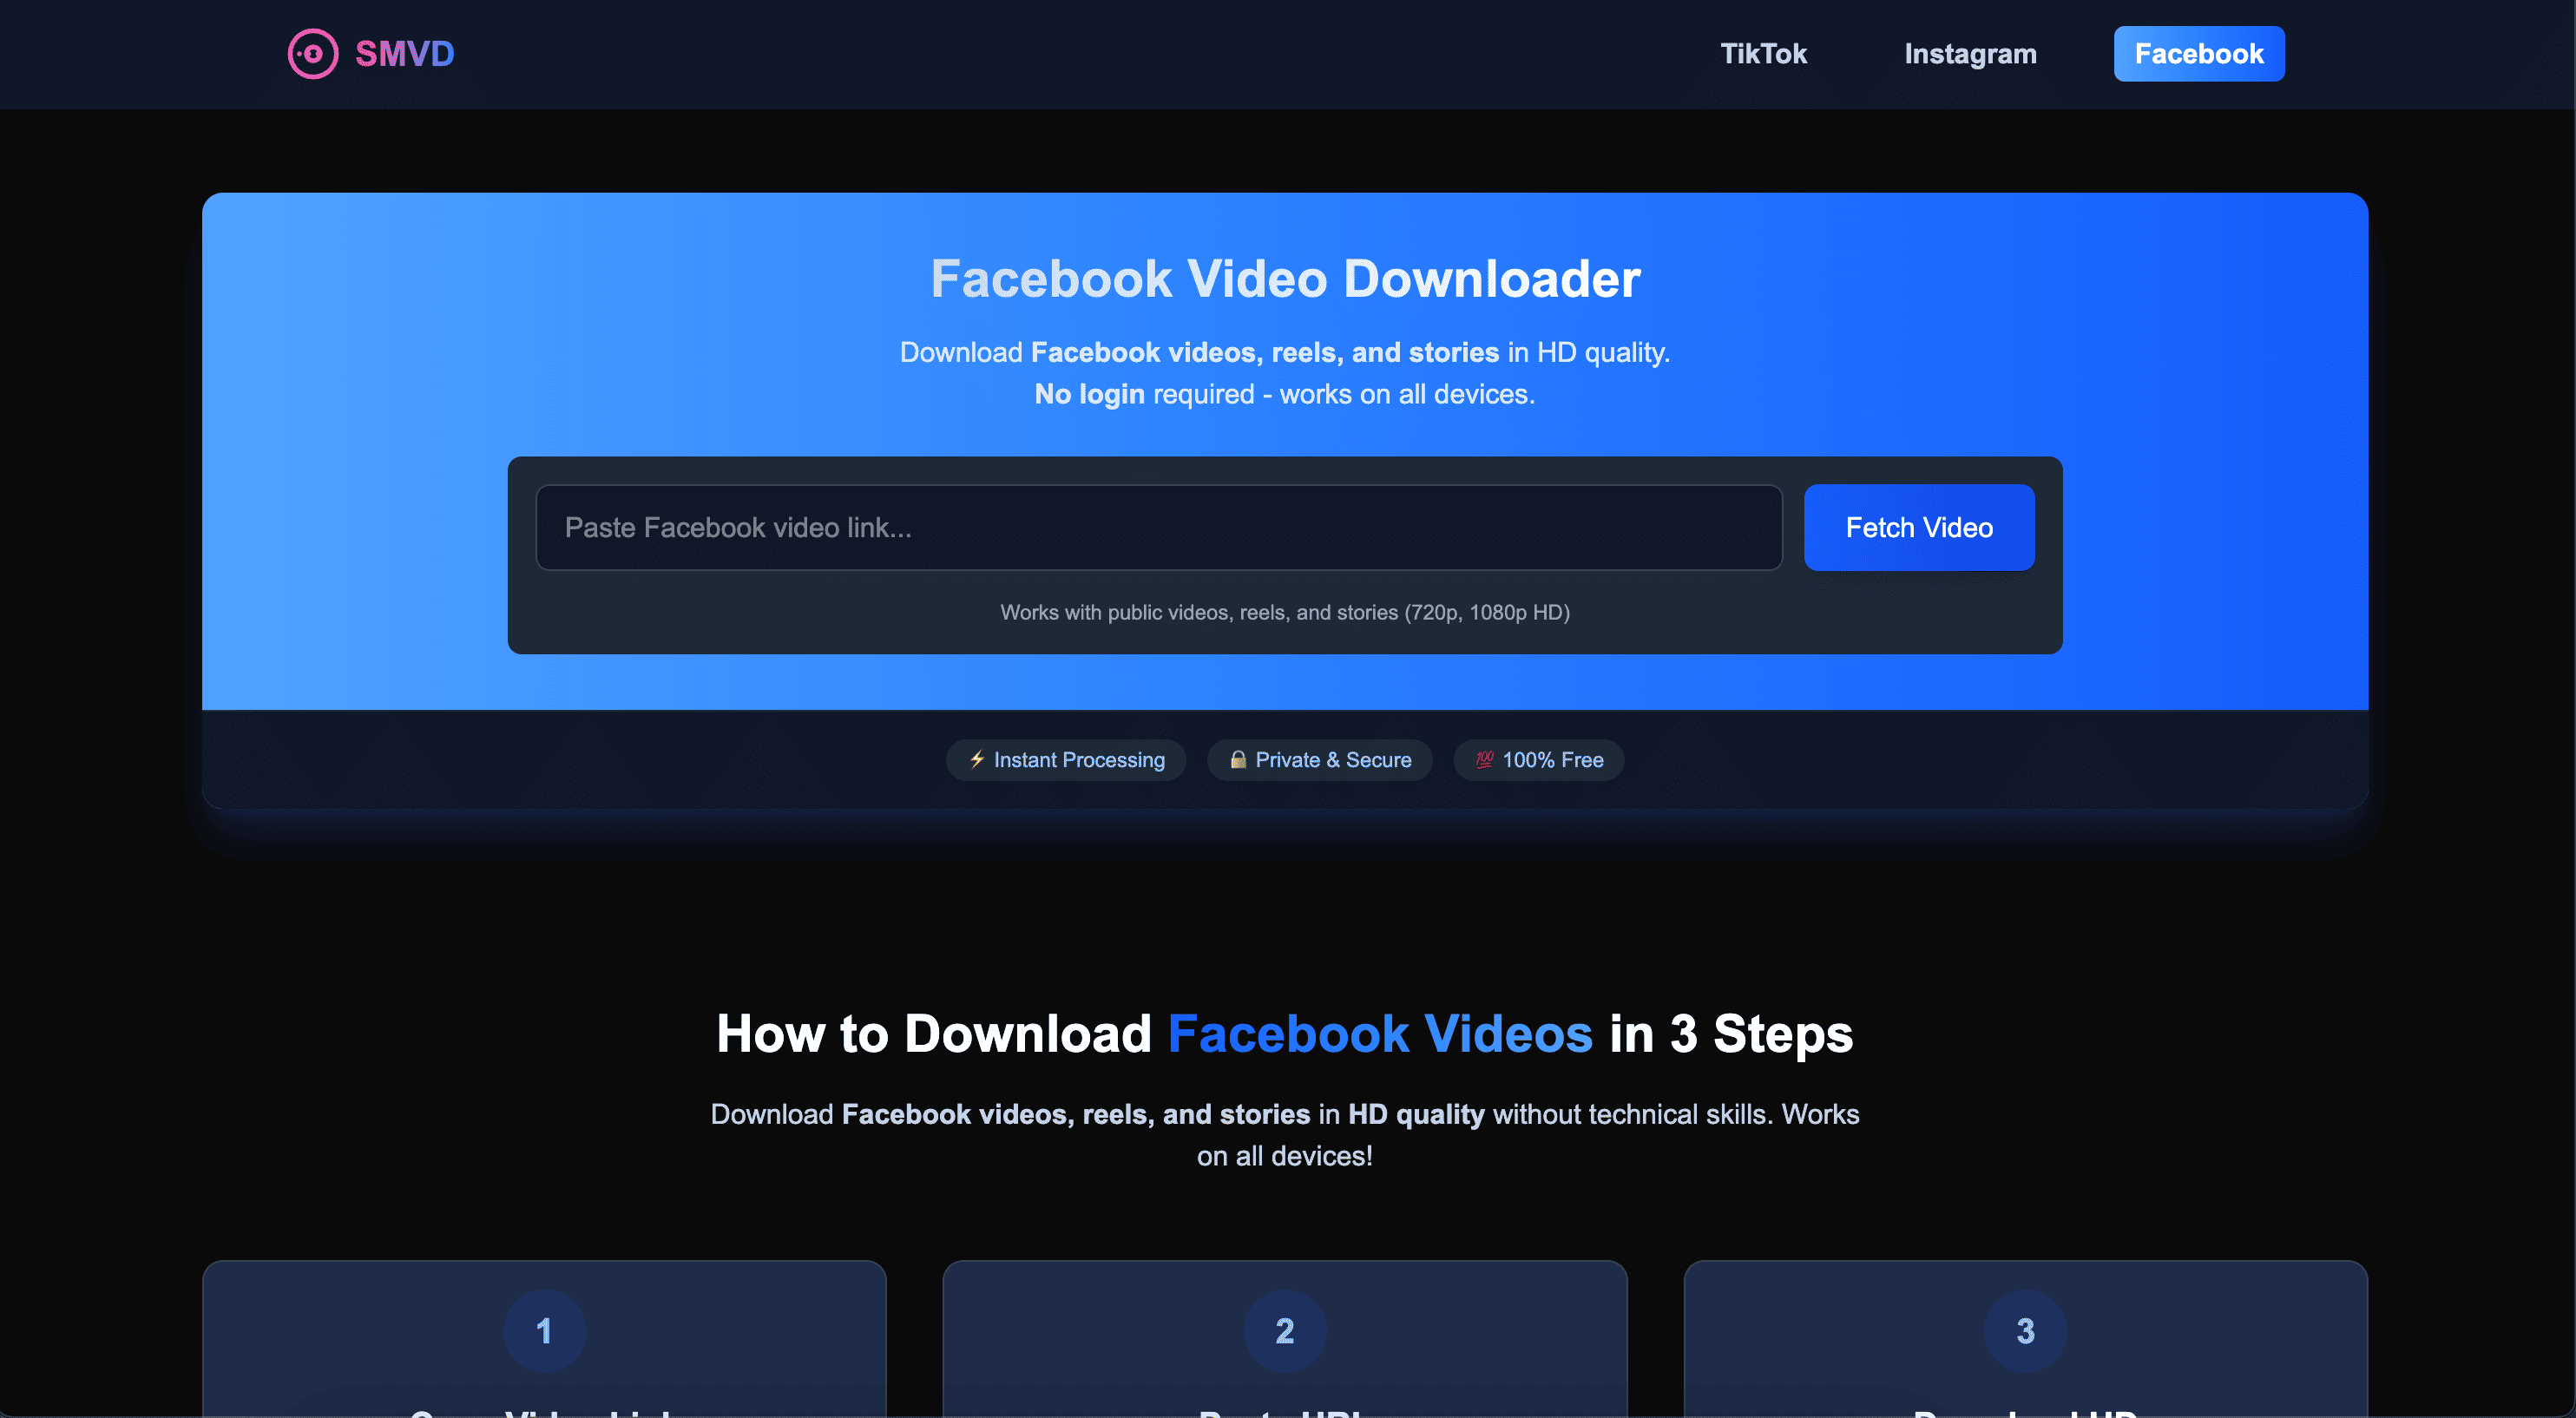 SMVD
TikTok
Instagram
Facebook
Facebook Video Downloader
Download Facebook videos, reels, and stories in HD quality.
No login required - works on all devices.
Paste Facebook video link...
Fetch Video
Works with public videos, reels, and stories (720p, 1080p HD)
⚡ Instant Processing
🔒 Private & Secure
💯 100% Free
How to Download Facebook Videos in 3 Steps
Download Facebook videos, reels, and stories in HD quality without technical skills. Works
on all devices!
1
2
3